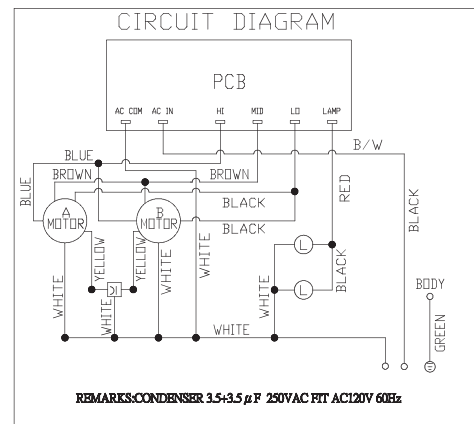 CIRCUIT DIAGRAM
PCB
AC COM AC IN HI MID LO LAMP
B/W
BLUE
BROWN BROWN
BLUE
RED
BLACK
BLACK
A MOTOR
B MOTOR
BLACK
L
L
YELLOW
YELLOW
WHITE
WHITE
WHITE
WHITE
WHITE
BLACK
BODY
GREEN
WHITE
REMARKS:CONDENSER 3.5+3.5 μF 250VAC FIT AC120V 60Hz